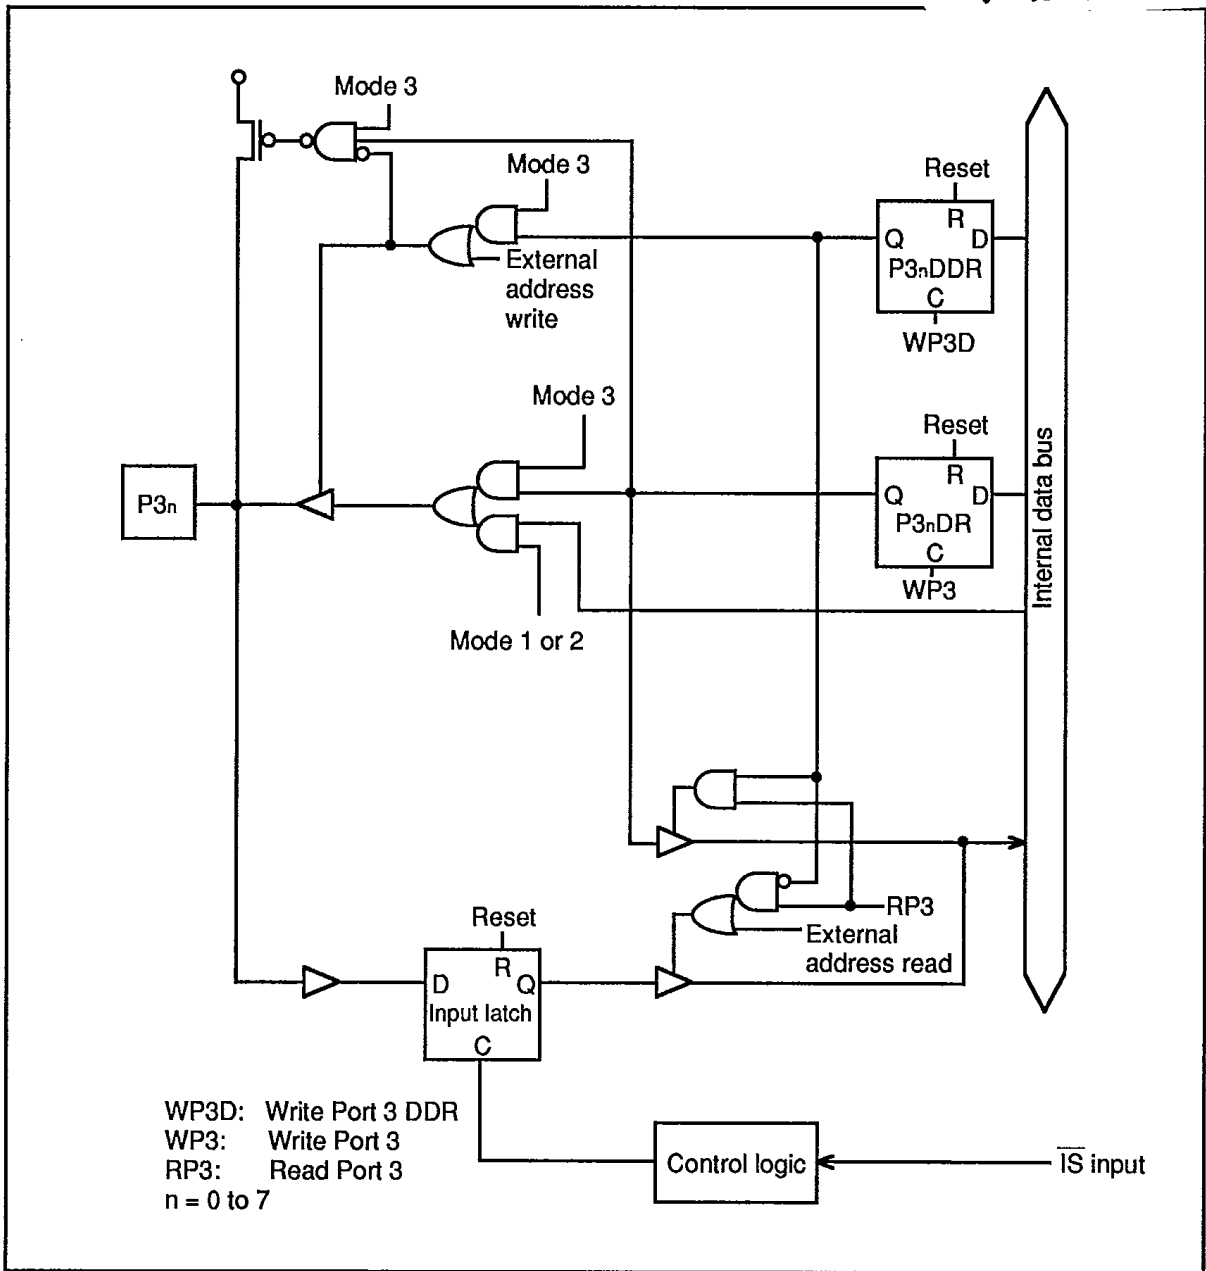 Mode 3
Mode 3
Reset
R
Q
D
P3nDDR
C
WP3D
External
address
write
Mode 3
Reset
R
Q
D
P3nDR
C
WP3
P3n
Internal data bus
Mode 1 or 2
RP3
External
address read
Reset
R
D
Q
Input latch
C
WP3D: Write Port 3 DDR
WP3: Write Port 3
RP3: Read Port 3
n = 0 to 7
Control logic
I̅S̅ input